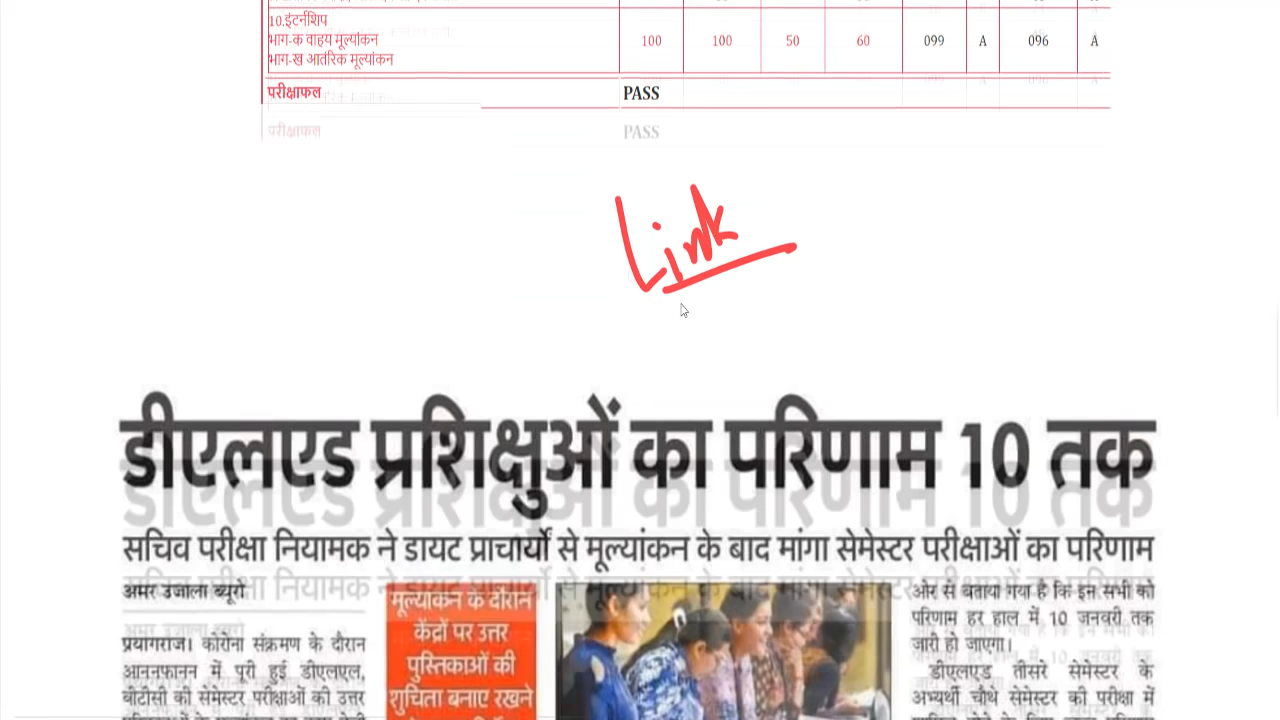 10.इंटर्नशिप
भाग-क वाहय मूल्यांकन 100 100 50 60 099 A 096 A
भाग-ख आतंरिक मूल्यांकन
परीक्षाफल PASS
परीक्षाफल PASS
Link
डीएलएड प्रशिक्षुओं का परिणाम 10 तक
सचिव परीक्षा नियामक ने डायट प्राचार्यों से मूल्यांकन के बाद मांगा सेमेस्टर परीक्षाओं का परिणाम
अमर उजाला ब्यूरो
प्रयागराज। कोरोना संक्रमण के दौरान
आननफानन में पूरी हुई डीएलएल,
बीटीसी की सेमेस्टर परीक्षाओं की उत्तर
मूल्यांकन के दौरान
केंद्रों पर उत्तर
पुस्तिकाओं की
शुचिता बनाए रखने
ओर से बताया गया है कि इन सभी को
परिणाम हर हाल में 10 जनवरी तक
जारी हो जाएगा।
डीएलएड तीसरे सेमेस्टर के
अभ्यर्थी चौथे सेमेस्टर की परीक्षा में